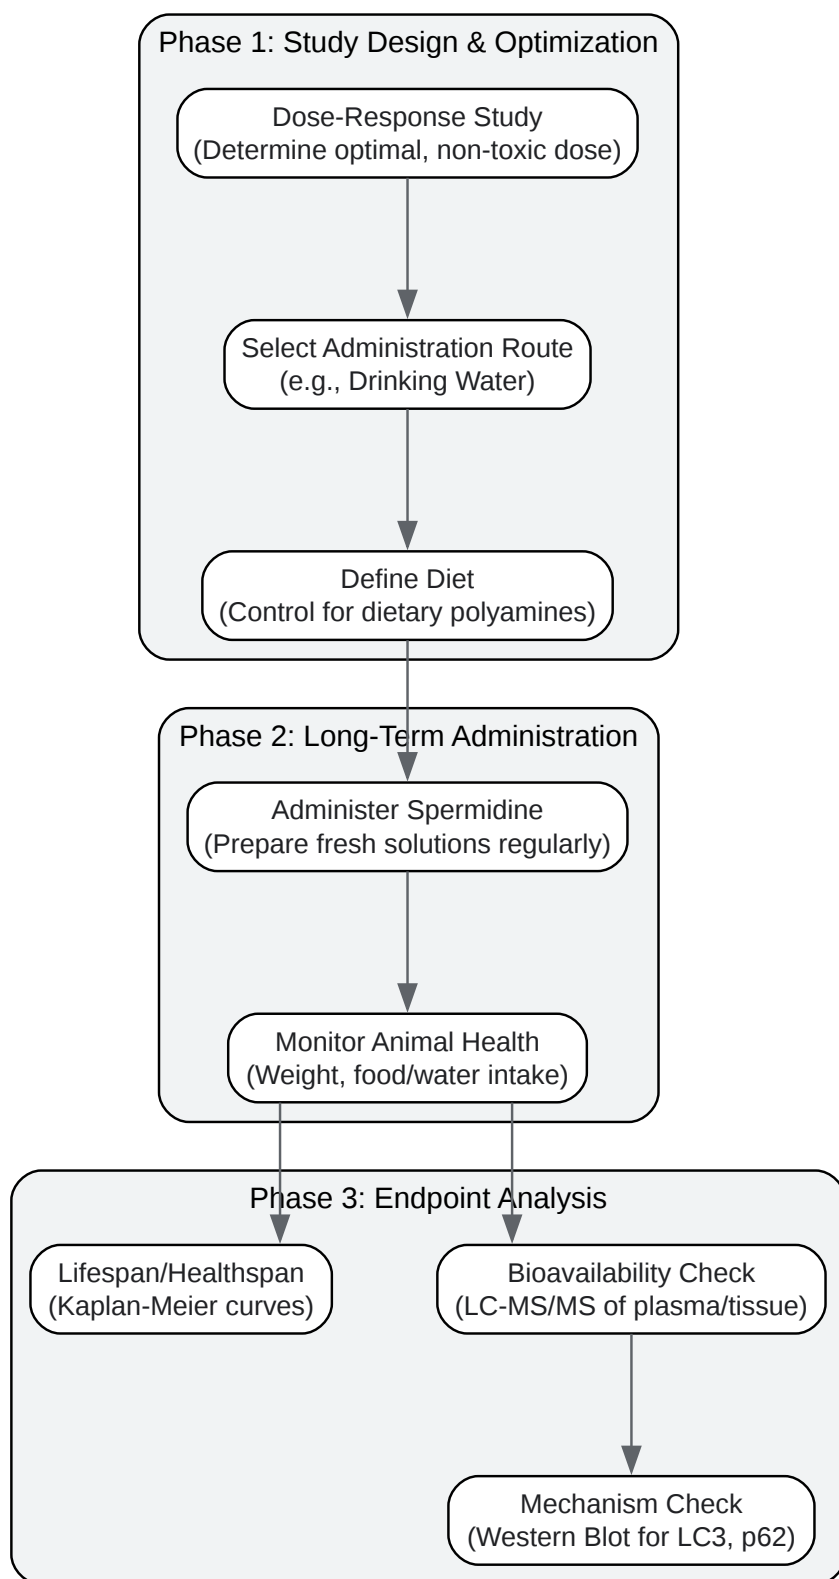 Phase 1: Study Design & Optimization
Dose-Response Study
(Determine optimal, non-toxic dose)
Select Administration Route
(e.g., Drinking Water)
Define Diet
(Control for dietary polyamines)
Phase 2: Long-Term Administration
Administer Spermidine
(Prepare fresh solutions regularly)
Monitor Animal Health
(Weight, food/water intake)
Phase 3: Endpoint Analysis
Lifespan/Healthspan
(Kaplan-Meier curves)
Bioavailability Check
(LC-MS/MS of plasma/tissue)
Mechanism Check
(Western Blot for LC3, p62)